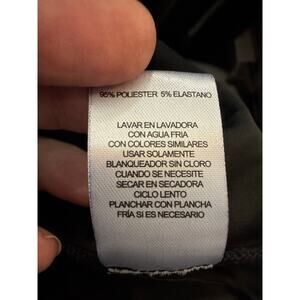 95% POLIESTER 5% ELASTANO
LAVAR EN LAVADORA
CON AGUA FRIA
CON COLORES SIMILARES
USAR SOLAMENTE
BLANQUEADOR SIN CLORO
CUANDO SE NECESITE
SECAR EN SECADORA
CICLO LENTO
PLANCHAR CON PLANCHA
FRÍA SI ES NECESARIO